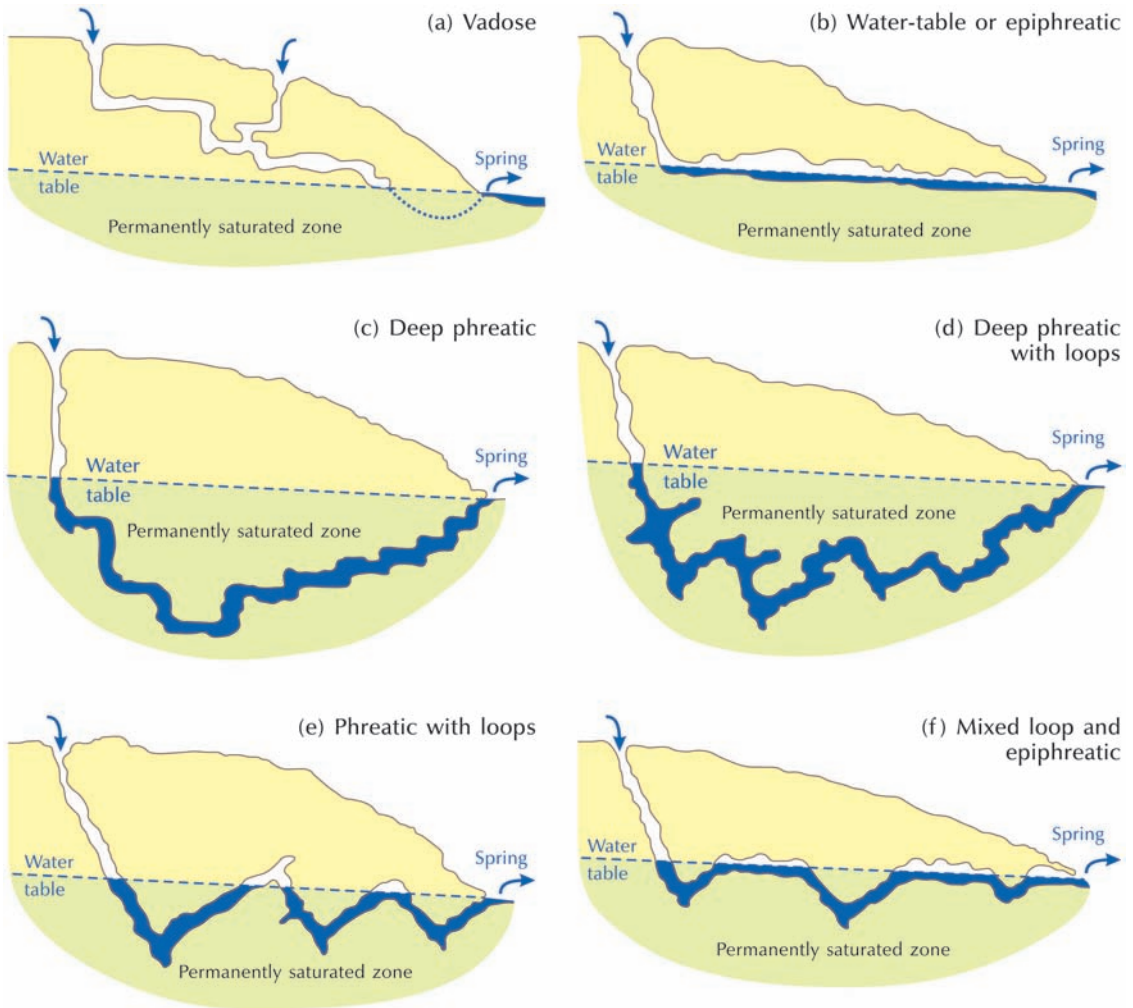 (a) Vadose
Water
table
Spring
Permanently saturated zone
(b) Water-table or epiphreatic
Water
table
Spring
Permanently saturated zone
(c) Deep phreatic
Water
table
Spring
Permanently saturated zone
(d) Deep phreatic
with loops
Water
table
Spring
Permanently saturated zone
(e) Phreatic with loops
Water
table
Spring
Permanently saturated zone
(f) Mixed loop and
epiphreatic
Water
table
Spring
Permanently saturated zone